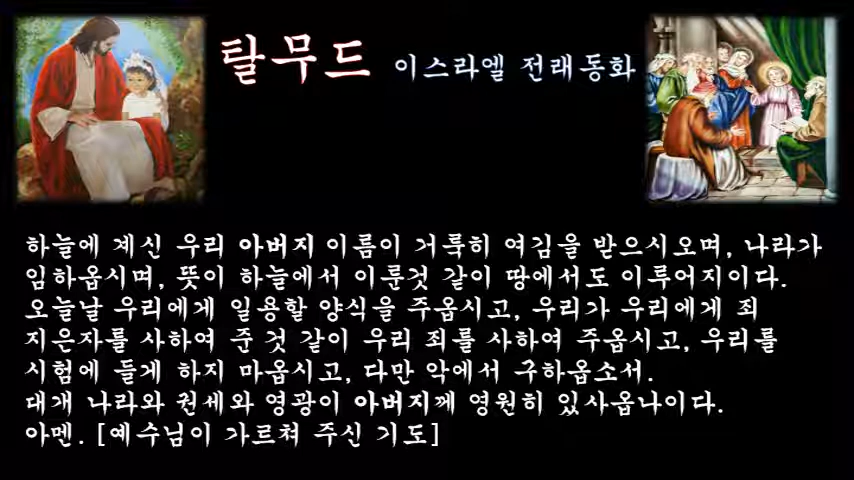 탈무드 이스라엘 전래동화
하늘에 계신 우리 아버지 이름이 거룩히 여김을 받으시오며, 나라가
임하옵시며, 뜻이 하늘에서 이룬것 같이 땅에서도 이루어지이다.
오늘날 우리에게 일용할 양식을 주옵시고, 우리가 우리에게 죄
지은자를 사하여 준 것 같이 우리 죄를 사하여 주옵시고, 우리를
시험에 들게 하지 마옵시고, 다만 악에서 구하옵소서.
대개 나라와 권세와 영광이 아버지께 영원히 있사옵나이다.
아멘. [예수님이 가르쳐 주신 기도]